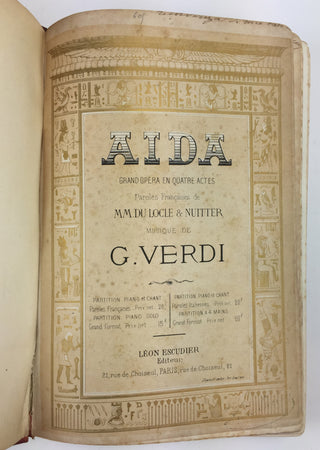 AIDA
GRAND OPÉRA EN QUATRE ACTES
Paroles Françaises de
MM. DU LOCLE & NUITTER
MUSIQUE DE
G. VERDI
PARTITION PIANO et CHANT
Paroles Françaises, Prix net
PARTITION PIANO SOLO
Grand Format, Prix net
PARTITION PIANO et CHANT
Paroles Italiennes, Prix net
PARTITION A 4 MAINS
Grand Format, Prix net
LÉON ESCUDIER
Editeur,
21, rue de Choiseul, PARIS, rue de Choiseul, 21